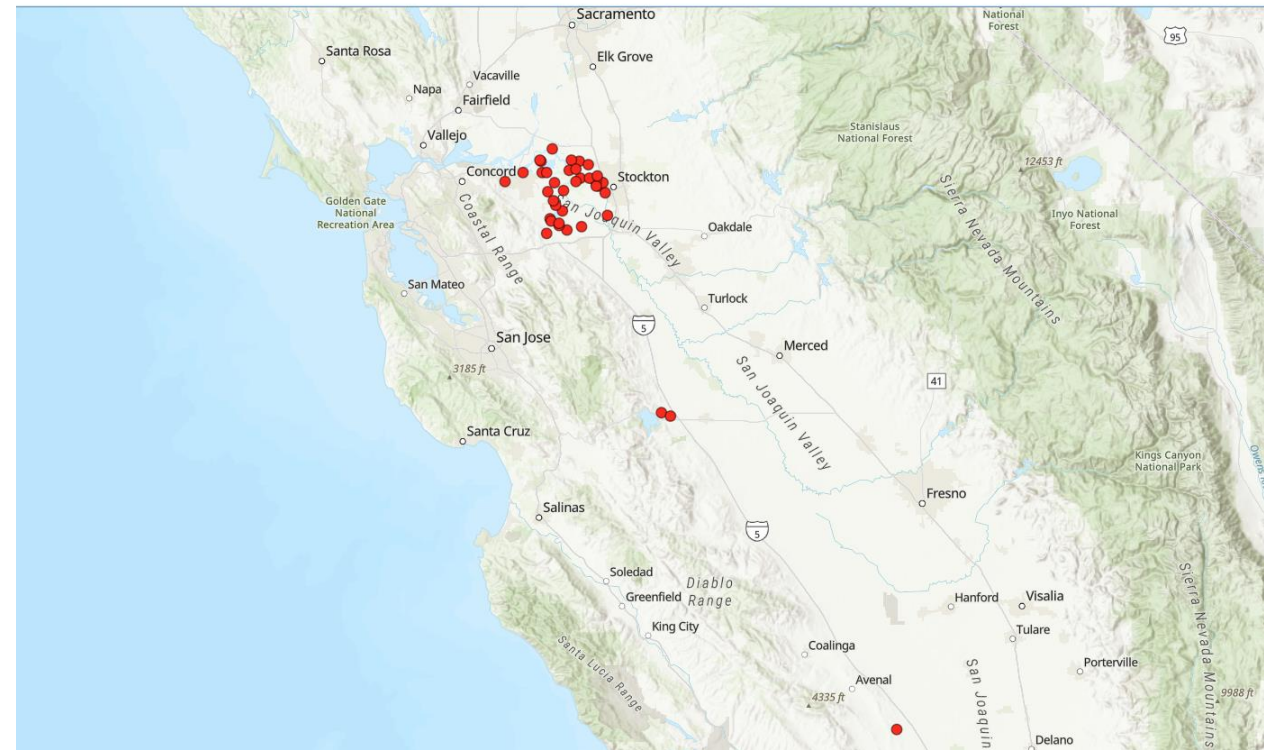 Sacramento
National
Forest
95
Santa Rosa
Elk Grove
Vacaville
Napa
Fairfield
Stanislaus
National Forest
Vallejo
12453 ft
Concord
Stockton
Golden Gate
National
Recreation Area
Coastal Range
San Joaquin Valley
Sierra Nevada Mountains
Inyo National
Forest
Oakdale
San Mateo
Turlock
5
San Jose
Merced
3185 ft
San Joaquin Valley
41
Santa Cruz
Kings Canyon
National Park
Owens
Fresno
Salinas
5
Soledad
Diablo
Range
Greenfield
Hanford
Visalia
Sierra Nevada Mountains
King City
Tulare
Santa Lucia Range
Coalinga
San Joaquin
Porterville
Avenal
4335 ft
9988 ft
Delano